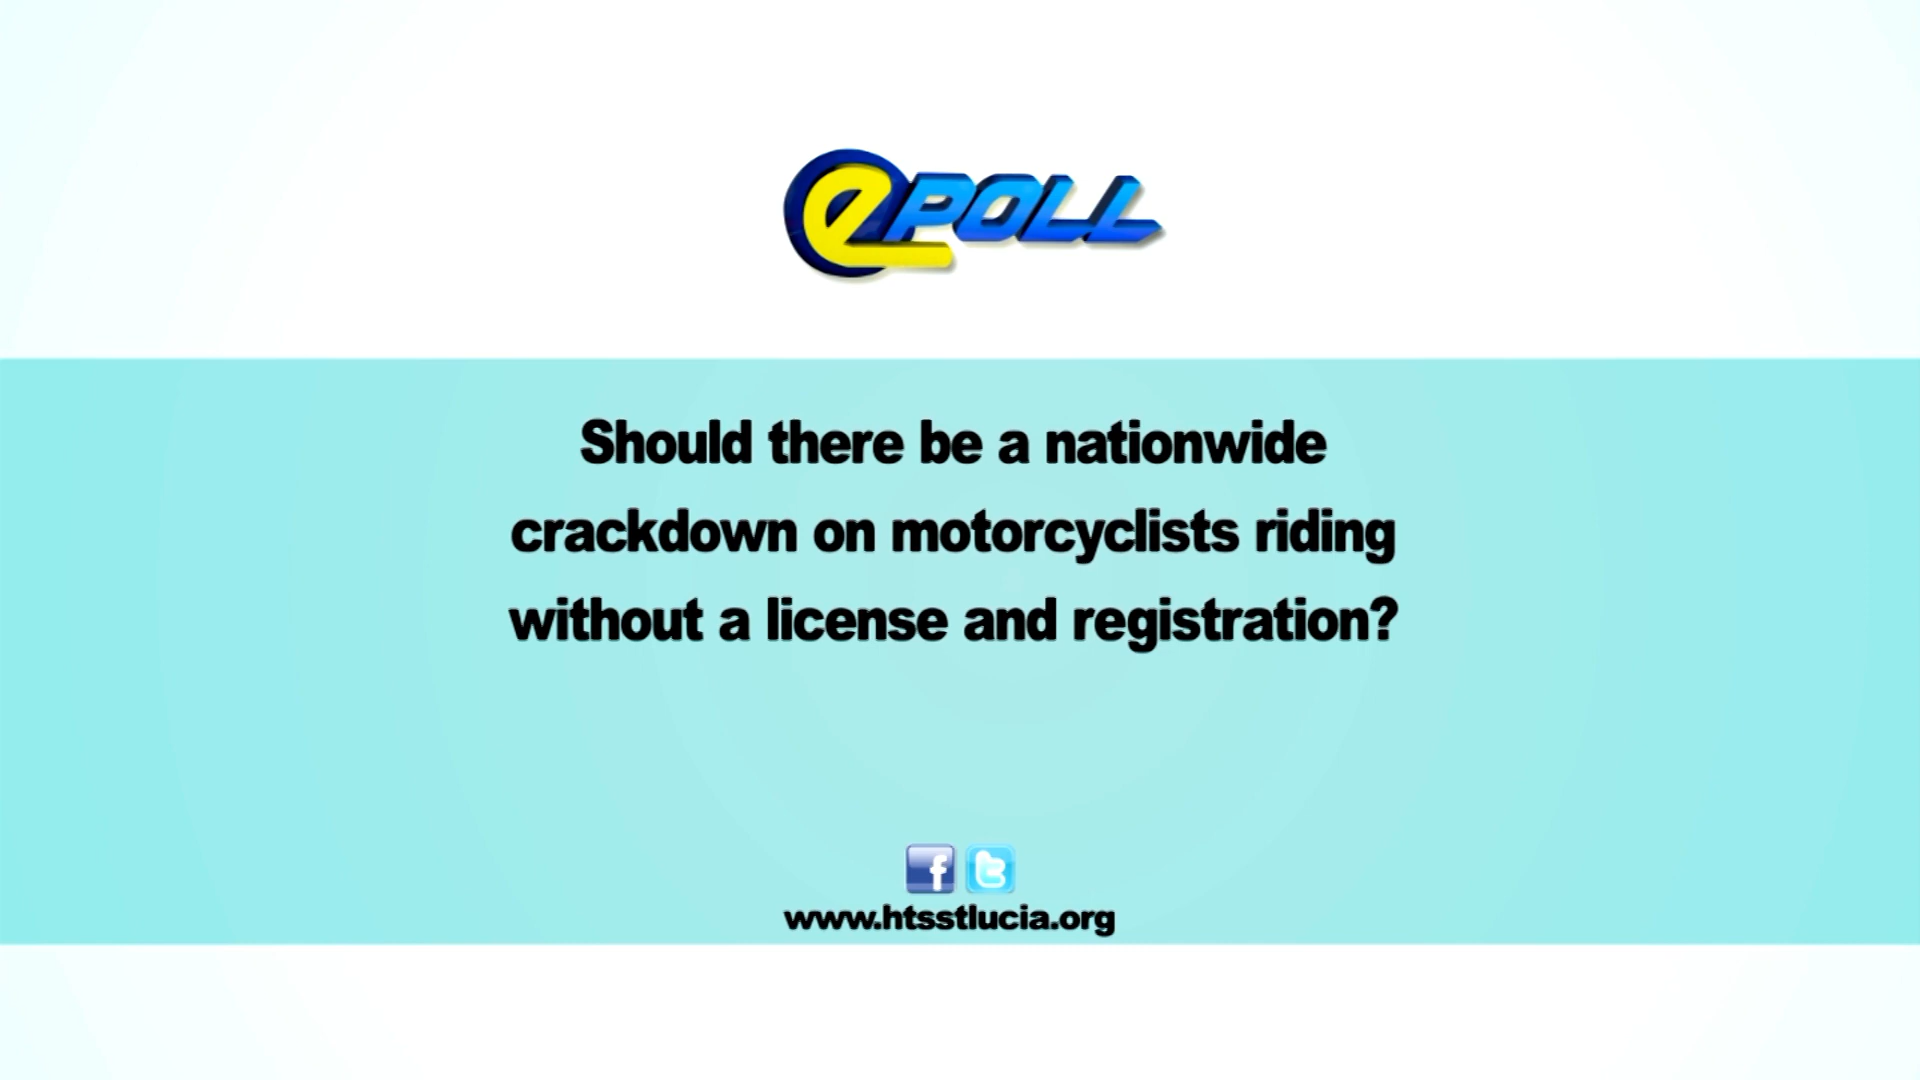 ePOLL
Should there be a nationwide
crackdown on motorcyclists riding
without a license and registration?
www.htsstlucia.org